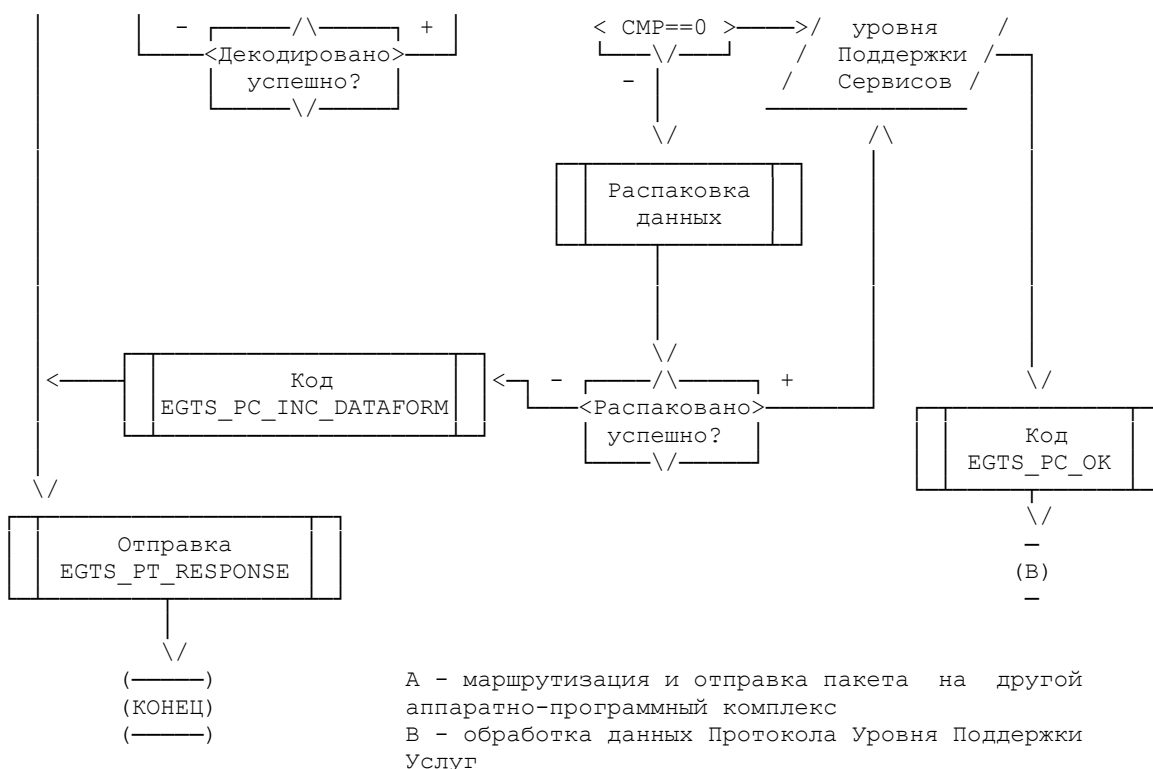 - +
< CMP==0 >
уровня
<Декодировано>
Поддержки
успешно?
-
Сервисов
Распаковка
данных
- +
Код
EGTS_PC_INC_DATAFORM
<Распаковано>
успешно?
Код
EGTS_PC_OK
Отправка
EGTS_PT_RESPONSE
(B)
(КОНЕЦ)
A - маршрутизация и отправка пакета на другой
аппаратно-программный комплекс
B - обработка данных Протокола Уровня Поддержки
Услуг